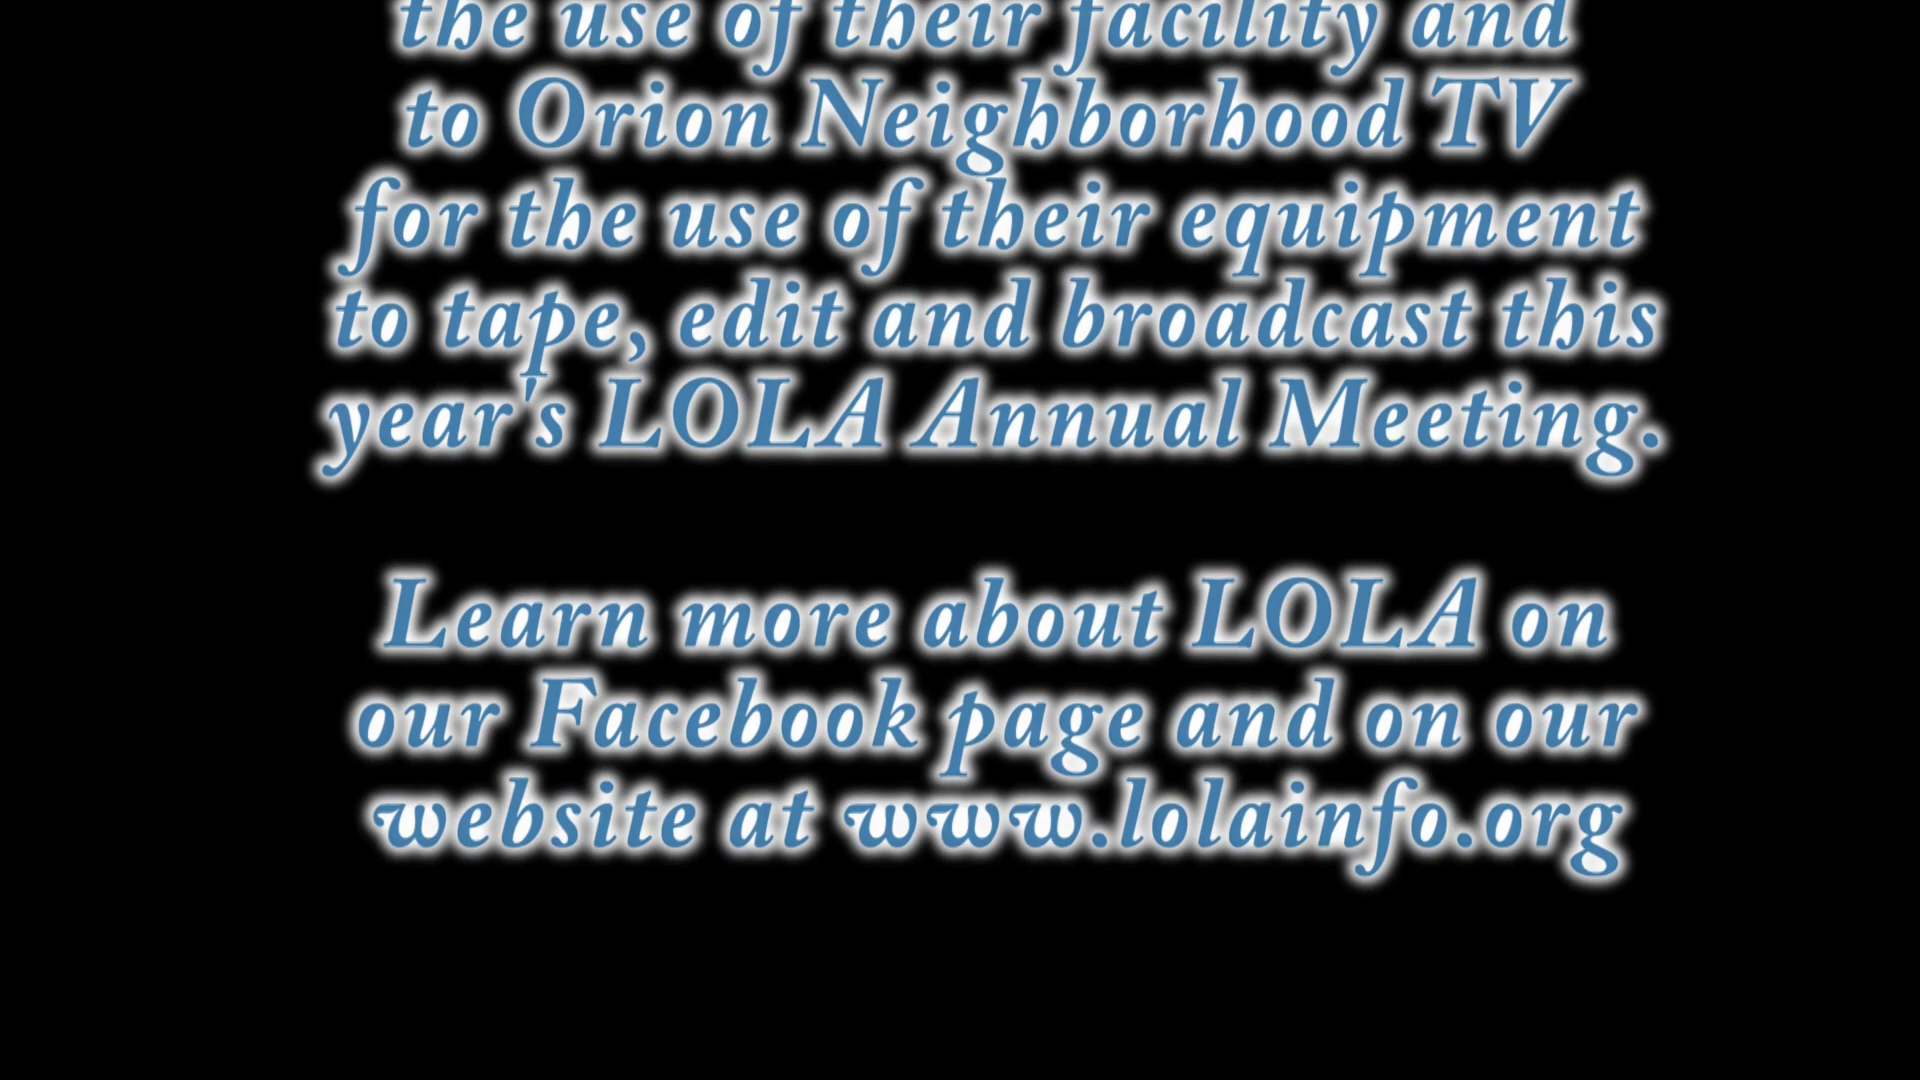 the use of their facility and
to Orion Neighborhood TV
for the use of their equipment
to tape, edit and broadcast this
year's LOLA Annual Meeting.
Learn more about LOLA on
our Facebook page and on our
website at www.lolainfo.org